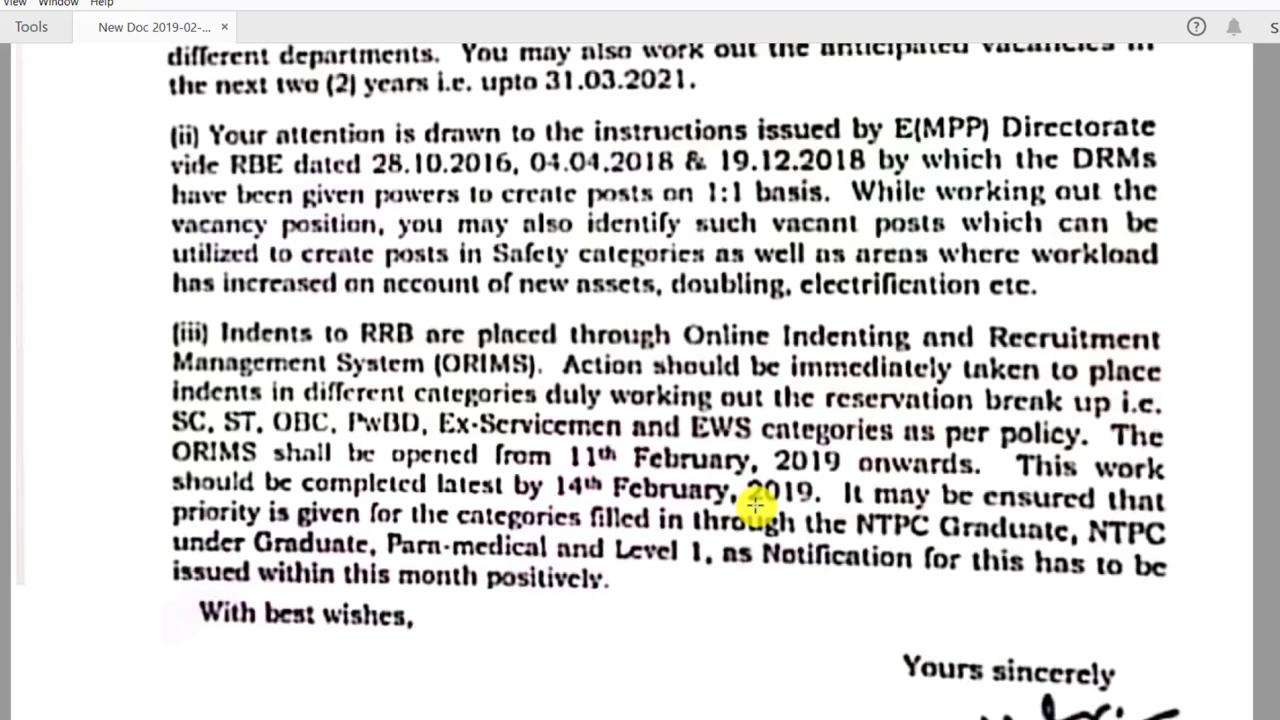 View Window Help
Tools New Doc 2019-02-... ×
different departments. You may also work out the anticipated vacancies in
the next two (2) years i.e. upto 31.03.2021.
(ii) Your attention is drawn to the instructions issued by E(MPP) Directorate
vide RBE dated 28.10.2016, 04.04.2018 & 19.12.2018 by which the DRMs
have been given powers to create posts on 1:1 basis. While working out the
vacancy position, you may also identify such vacant posts which can be
utilized to create posts in Safety categories as well as areas where workload
has increased on account of new assets, doubling, electrification etc.
(iii) Indents to RRB are placed through Online Indenting and Recruitment
Management System (ORIMS). Action should be immediately taken to place
indents in different categories duly working out the reservation break up i.e.
SC, ST, OBC, PwBD, Ex-Servicemen and EWS categories as per policy. The
ORIMS shall be opened from 11th February, 2019 onwards. This work
should be completed latest by 14th February, 2019. It may be ensured that
priority is given for the categories filled in through the NTPC Graduate, NTPC
under Graduate, Para-medical and Level 1, as Notification for this has to be
issued within this month positively.
With best wishes,
Yours sincerely